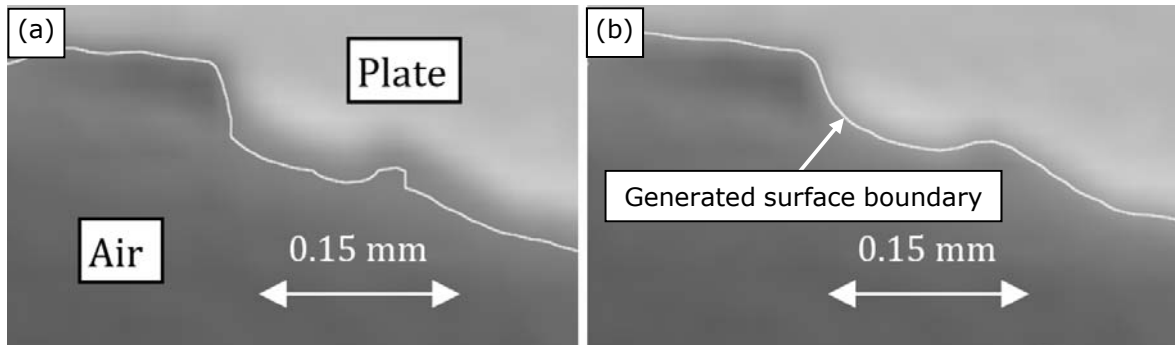 (a)
Plate
Air
0.15 mm
(b)
Generated surface boundary
0.15 mm